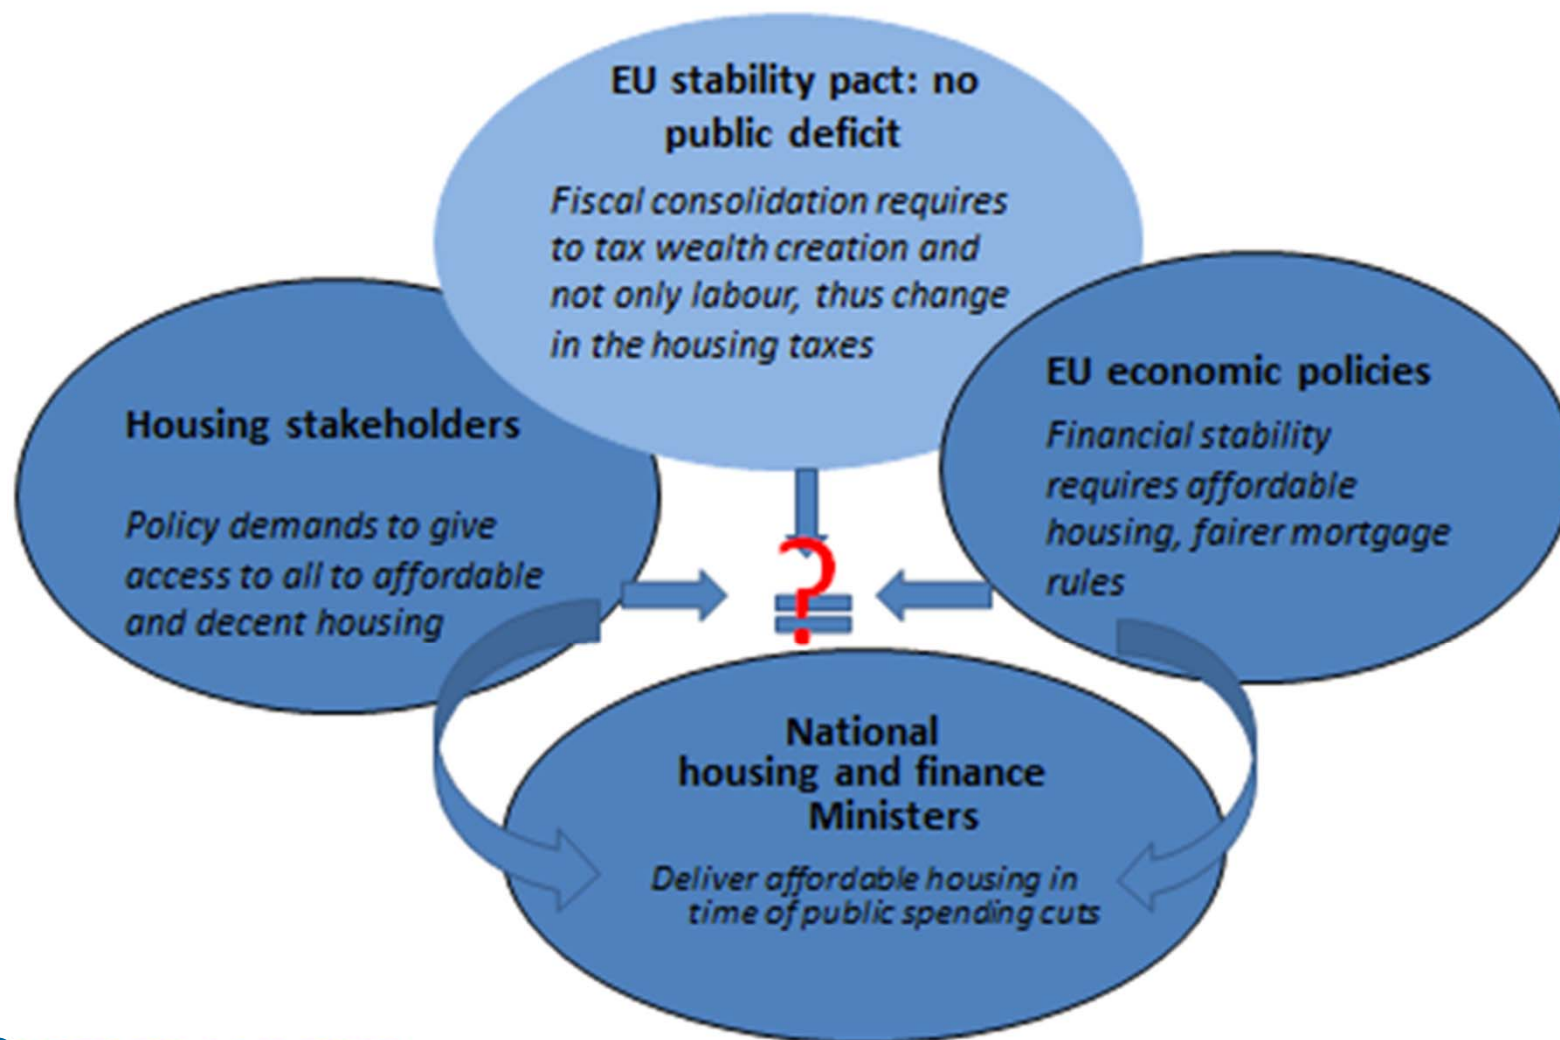 EU stability pact: no
public deficit
Fiscal consolidation requires
to tax wealth creation and
not only labour, thus change
in the housing taxes
Housing stakeholders
Policy demands to give
access to all to affordable
and decent housing
EU economic policies
Financial stability
requires affordable
housing, fairer mortgage
rules
?
=
National
housing and finance
Ministers
Deliver affordable housing in
time of public spending cuts